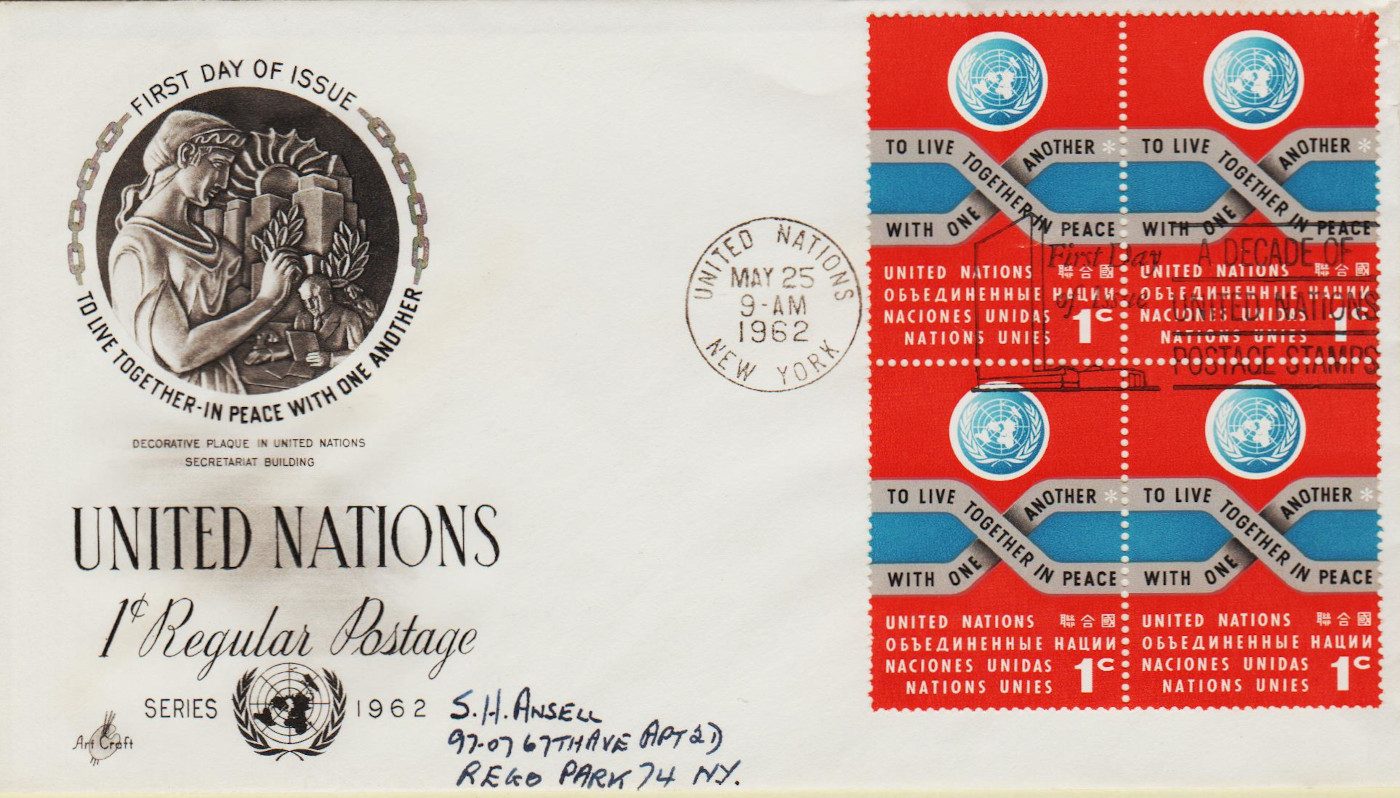 FIRST DAY OF ISSUE
TO LIVE TOGETHER-IN PEACE WITH ONE ANOTHER
DECORATIVE PLAQUE IN UNITED NATIONS
SECRETARIAT BUILDING
UNITED NATIONS
1¢ Regular Postage
SERIES 1962
Art Craft
S.H. ANSELL
97-07 67TH AVE APT 2D
REGO PARK 74 NY.
UNITED NATIONS
MAY 25
9-AM
1962
NEW YORK
TO LIVE TOGETHER IN PEACE
WITH ONE ANOTHER *
UNITED NATIONS 聯合國
ОБЪЕДИНЕННЫЕ НАЦИИ
NACIONES UNIDAS
NATIONS UNIES 1c
TO LIVE TOGETHER IN PEACE
WITH ONE ANOTHER *
UNITED NATIONS 聯合國
ОБЪЕДИНЕННЫЕ НАЦИИ
NACIONES UNIDAS
NATIONS UNIES 1c
First Day
of Issue
A DECADE OF
UNITED NATIONS
POSTAGE STAMPS
TO LIVE TOGETHER IN PEACE
WITH ONE ANOTHER *
UNITED NATIONS 聯合國
ОБЪЕДИНЕННЫЕ НАЦИИ
NACIONES UNIDAS
NATIONS UNIES 1c
TO LIVE TOGETHER IN PEACE
WITH ONE ANOTHER *
UNITED NATIONS 聯合國
ОБЪЕДИНЕННЫЕ НАЦИИ
NACIONES UNIDAS
NATIONS UNIES 1c